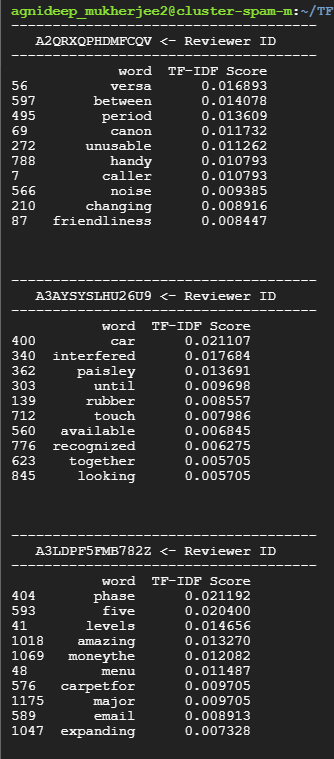 agnideep_mukherjee2@cluster-spam-m:~/TF
----------------------------------------
A2QRXQPHDMFCQV <- Reviewer ID
----------------------------------------
word TF-IDF Score
56 versa 0.016893
597 between 0.014078
495 period 0.013609
69 canon 0.011732
272 unusable 0.011262
788 handy 0.010793
7 caller 0.010793
566 noise 0.009385
210 changing 0.008916
87 friendliness 0.008447
----------------------------------------
A3AYSYSLHU26U9 <- Reviewer ID
----------------------------------------
word TF-IDF Score
400 car 0.021107
340 interfered 0.017684
362 paisley 0.013691
303 until 0.009698
139 rubber 0.008557
712 touch 0.007986
560 available 0.006845
776 recognized 0.006275
623 together 0.005705
845 looking 0.005705
----------------------------------------
A3LDPF5FMB782Z <- Reviewer ID
----------------------------------------
word TF-IDF Score
404 phase 0.021192
593 five 0.020400
41 levels 0.014656
1018 amazing 0.013270
1069 moneythe 0.012082
48 menu 0.011487
576 carpetfor 0.009705
1175 major 0.009705
589 email 0.008913
1047 expanding 0.007328